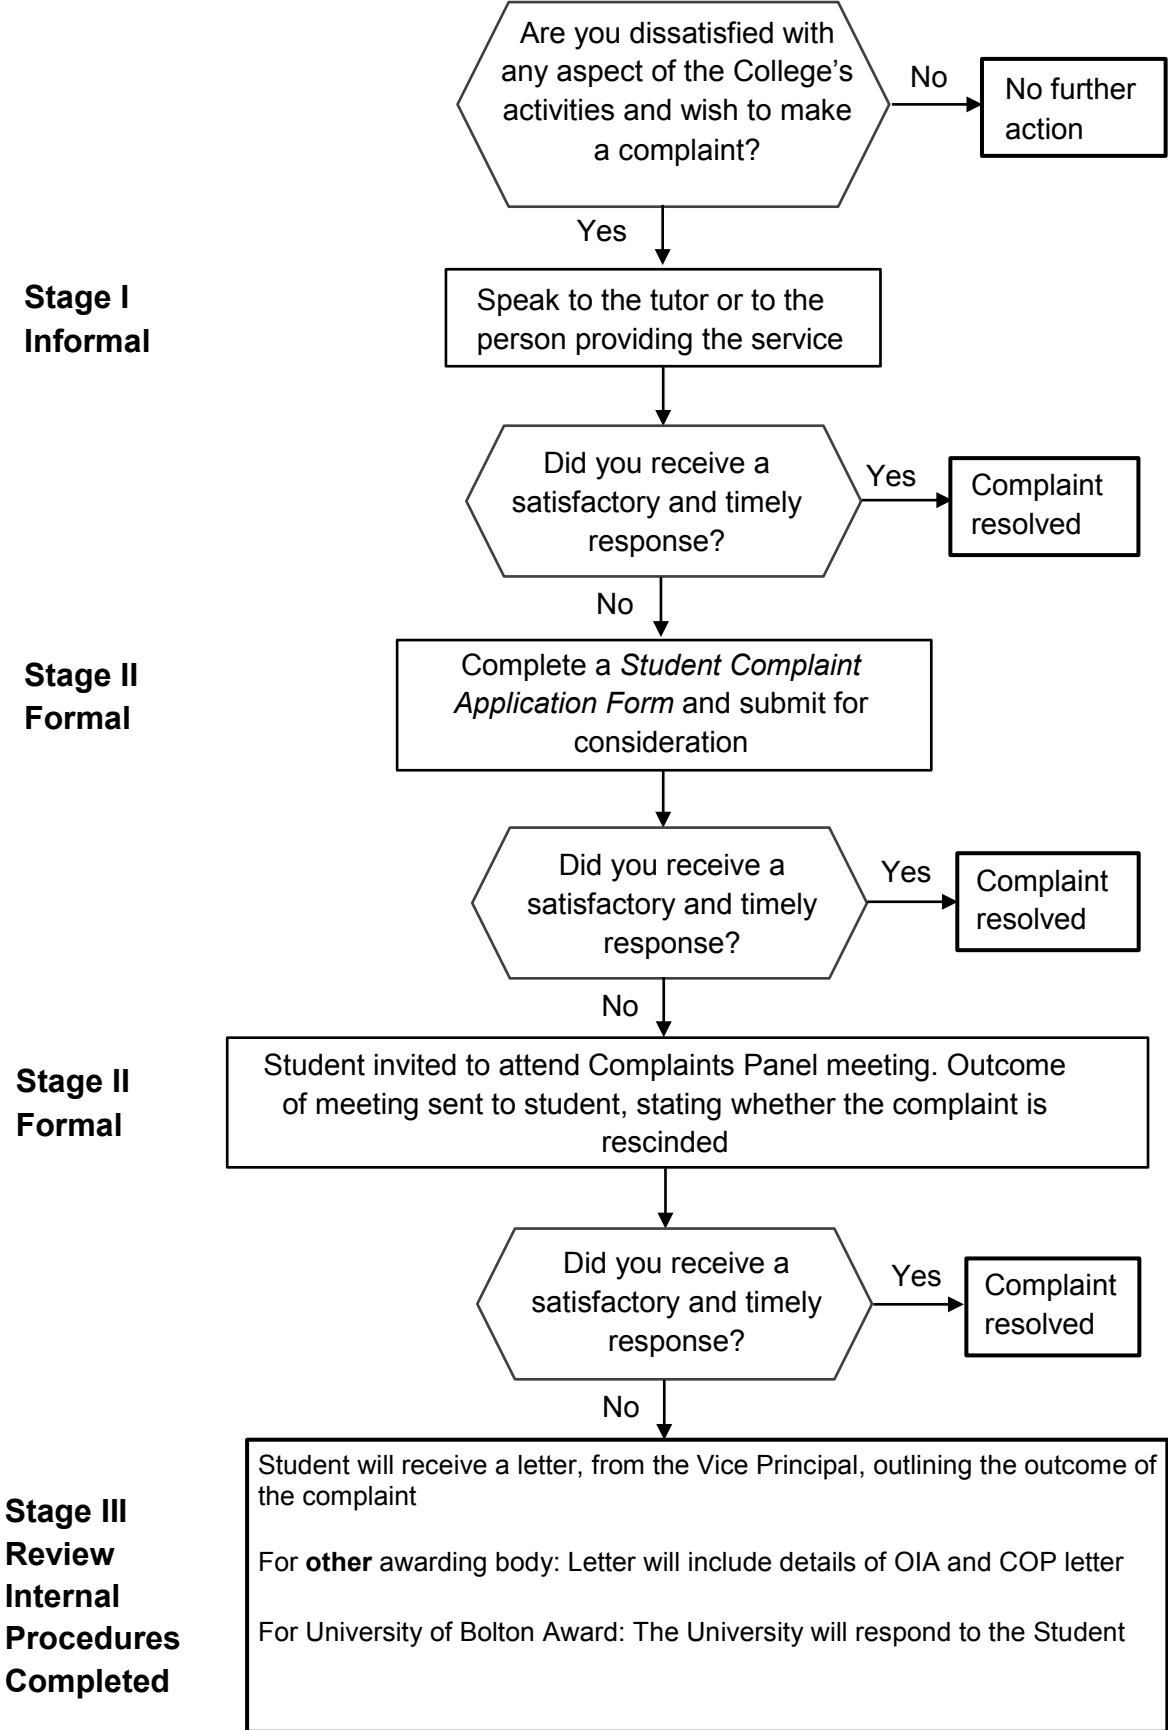 Are you dissatisfied with
any aspect of the College’s
activities and wish to make
a complaint?
No
No further
action
Yes
Stage I
Informal
Speak to the tutor or to the
person providing the service
Did you receive a
satisfactory and timely
response?
Yes
Complaint
resolved
No
Stage II
Formal
Complete a Student Complaint
Application Form and submit for
consideration
Did you receive a
satisfactory and timely
response?
Yes
Complaint
resolved
No
Stage II
Formal
Student invited to attend Complaints Panel meeting. Outcome
of meeting sent to student, stating whether the complaint is
rescinded
Did you receive a
satisfactory and timely
response?
Yes
Complaint
resolved
No
Stage III
Review
Internal
Procedures
Completed
Student will receive a letter, from the Vice Principal, outlining the outcome of
the complaint
For other awarding body: Letter will include details of OIA and COP letter
For University of Bolton Award: The University will respond to the Student